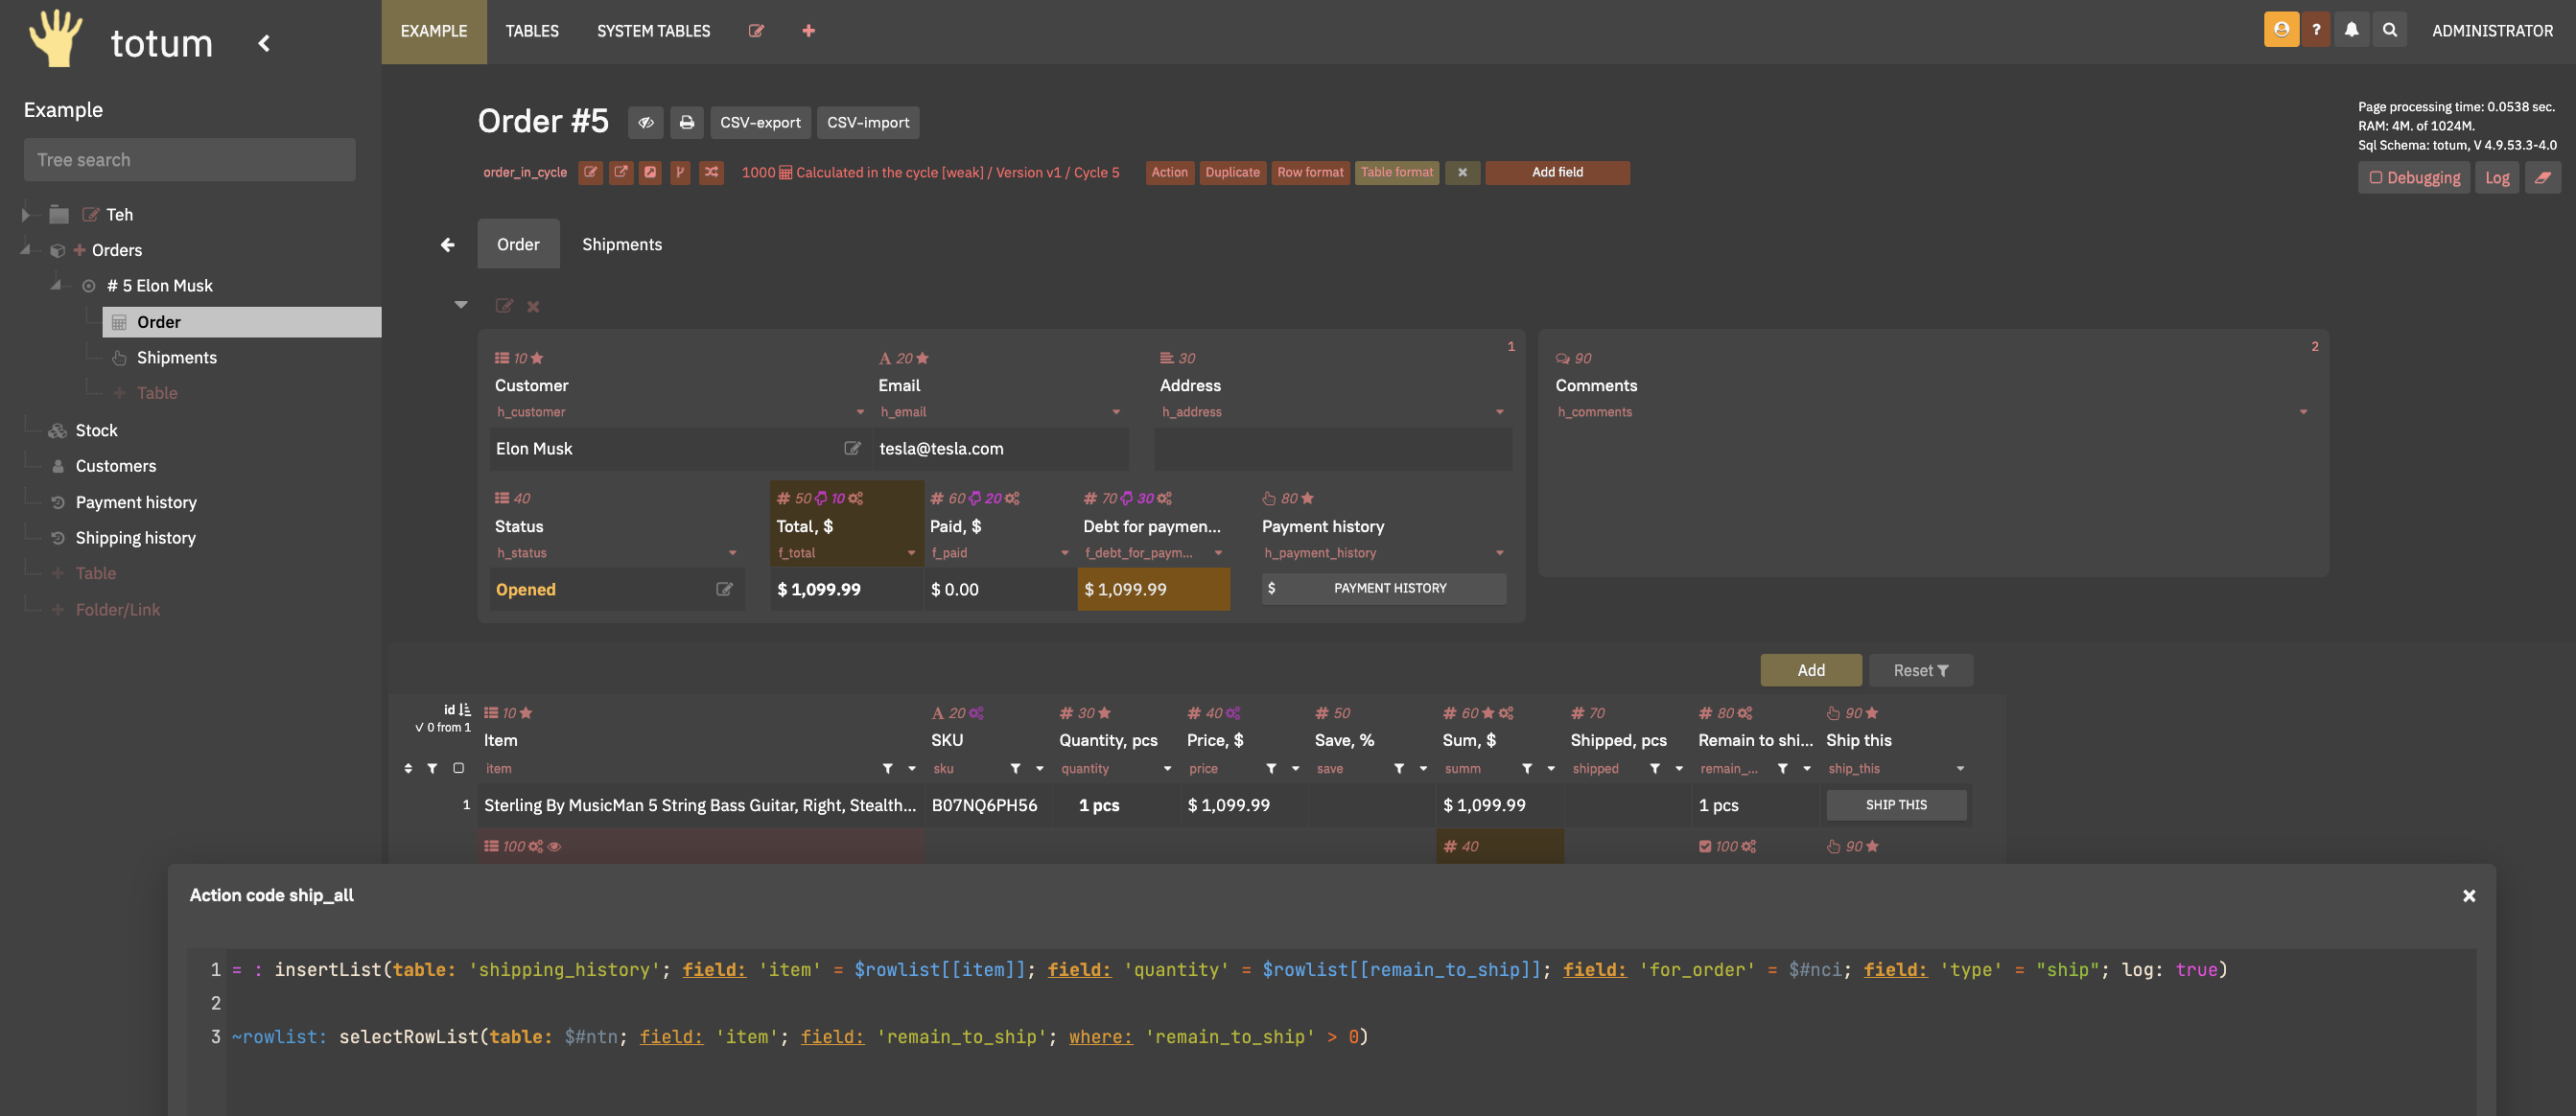 totum
EXAMPLE TABLES SYSTEM TABLES
? ADMINISTRATOR
Example
Tree search
Teh
Orders
# 5 Elon Musk
Order
Shipments
Table
Stock
Customers
Payment history
Shipping history
Table
Folder/Link
Order #5 CSV-export CSV-import
Page processing time: 0.0538 sec.
RAM: 4M. of 1024M.
Sql Schema: totum, V 4.9.53.3-4.0
Debugging Log
order_in_cycle 1000 Calculated in the cycle [weak] / Version v1 / Cycle 5 Action Duplicate Row format Table format Add field
Order Shipments
10 A 20 30 1
Customer Email Address
h_customer h_email h_address
Elon Musk tesla@tesla.com
90 2
Comments
h_comments
40 # 50 10 # 60 20 # 70 30 80
Status Total, $ Paid, $ Debt for paymen... Payment history
h_status f_total f_paid f_debt_for_paym... h_payment_history
Opened $ 1,099.99 $ 0.00 $ 1,099.99 $ PAYMENT HISTORY
Add Reset
id 10 A 20 # 30 # 40 # 50 # 60 # 70 # 80 90
√ 0 from 1
Item SKU Quantity, pcs Price, $ Save, % Sum, $ Shipped, pcs Remain to shi... Ship this
item sku quantity price save summ shipped remain_... ship_this
1 Sterling By MusicMan 5 String Bass Guitar, Right, Stealth... B07NQ6PH56 1 pcs $ 1,099.99 $ 1,099.99 1 pcs SHIP THIS
100 # 40 100 90
Action code ship_all
1 = : insertList(table: 'shipping_history'; field: 'item' = $rowlist[[item]]; field: 'quantity' = $rowlist[[remain_to_ship]]; field: 'for_order' = $#nci; field: 'type' = "ship"; log: true)
2
3 ~rowlist: selectRowList(table: $#ntn; field: 'item'; field: 'remain_to_ship'; where: 'remain_to_ship' > 0)